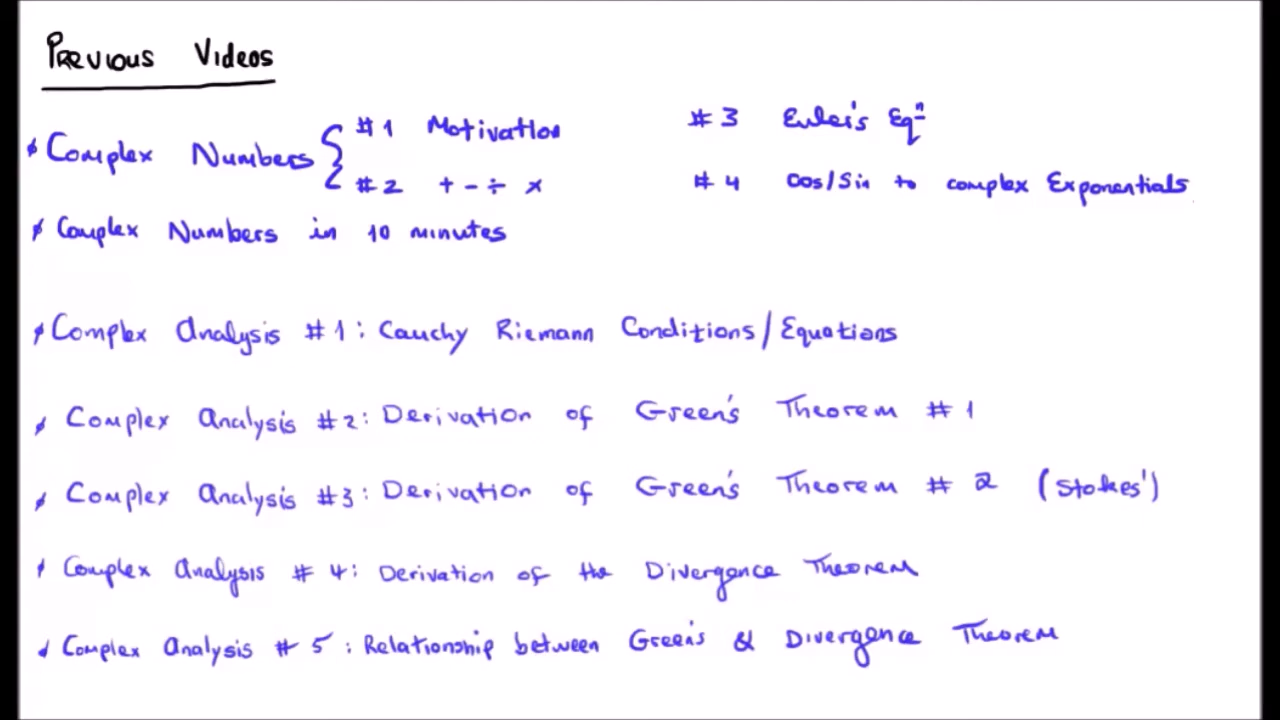 Previous Videos
Complex Numbers { #1 Motivation #3 Euler's Eqⁿ
#2 + - ÷ × #4 Cos/Sin to complex Exponentials
Complex Numbers in 10 minutes
Complex Analysis #1: Cauchy Riemann Conditions/Equations
Complex Analysis #2: Derivation of Green's Theorem #1
Complex Analysis #3: Derivation of Green's Theorem #2 (Stokes')
Complex Analysis #4: Derivation of the Divergence Theorem
Complex Analysis #5: Relationship between Green's & Divergence Theorem